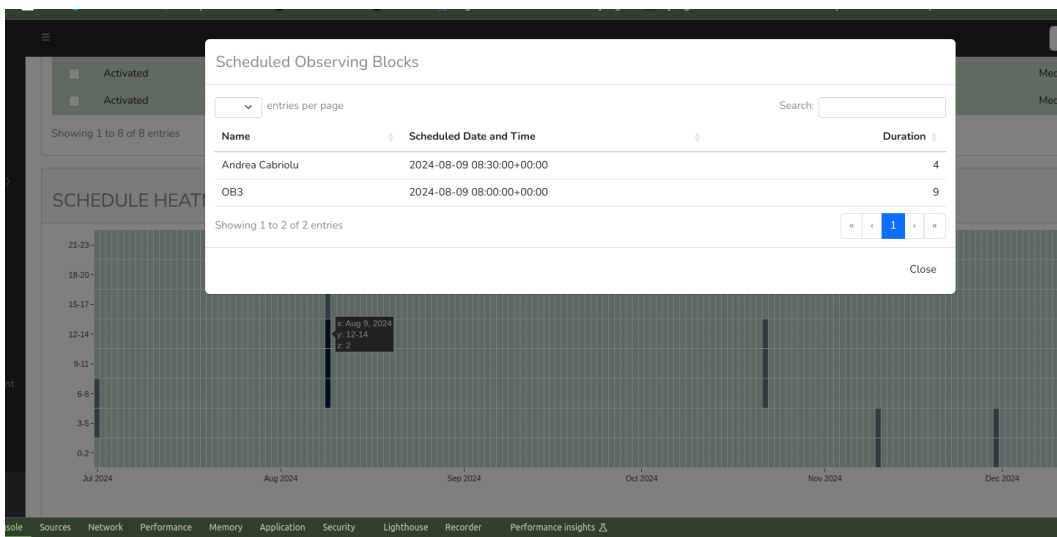 Scheduled Observing Blocks
Activated
Med
Activated
Med
entries per page
Search:
Showing 1 to 8 of 8 entries
Name
Scheduled Date and Time
Duration
Andrea Cabriolu
2024-08-09 08:30:00+00:00
4
OB3
2024-08-09 08:00:00+00:00
9
SCHEDULE HEAT
Showing 1 to 2 of 2 entries
« ‹ 1 › »
Close
21-23
18-20
15-17
12-14
9-11
6-8
3-5
0-2
x: Aug 9, 2024
y: 12-14
z: 2
nt
Jul 2024 Aug 2024 Sep 2024 Oct 2024 Nov 2024 Dec 2024
nsole Sources Network Performance Memory Application Security Lighthouse Recorder Performance insights